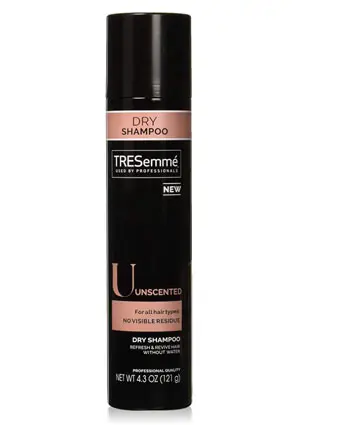 DRY
SHAMPOO
TRESemmé
USED BY PROFESSIONALS
NEW
U UNSCENTED
For all hair types
NO VISIBLE RESIDUE
DRY SHAMPOO
REFRESH & REVIVE HAIR
WITHOUT WATER
PROFESSIONAL QUALITY
NET WT 4.3 OZ (121 g)